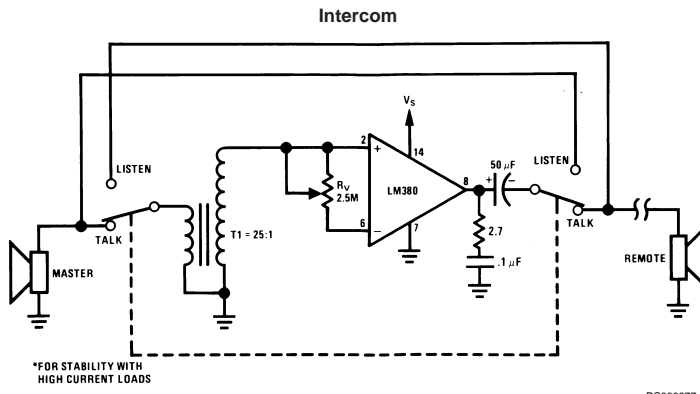 Intercom
Vs
LISTEN
2
+
14
50 μF
+
−
LISTEN
8
RV
2.5M
LM380
TALK
T1 = 25:1
6
−
7
2.7
TALK
MASTER
.1 μF
REMOTE
*FOR STABILITY WITH
HIGH CURRENT LOADS